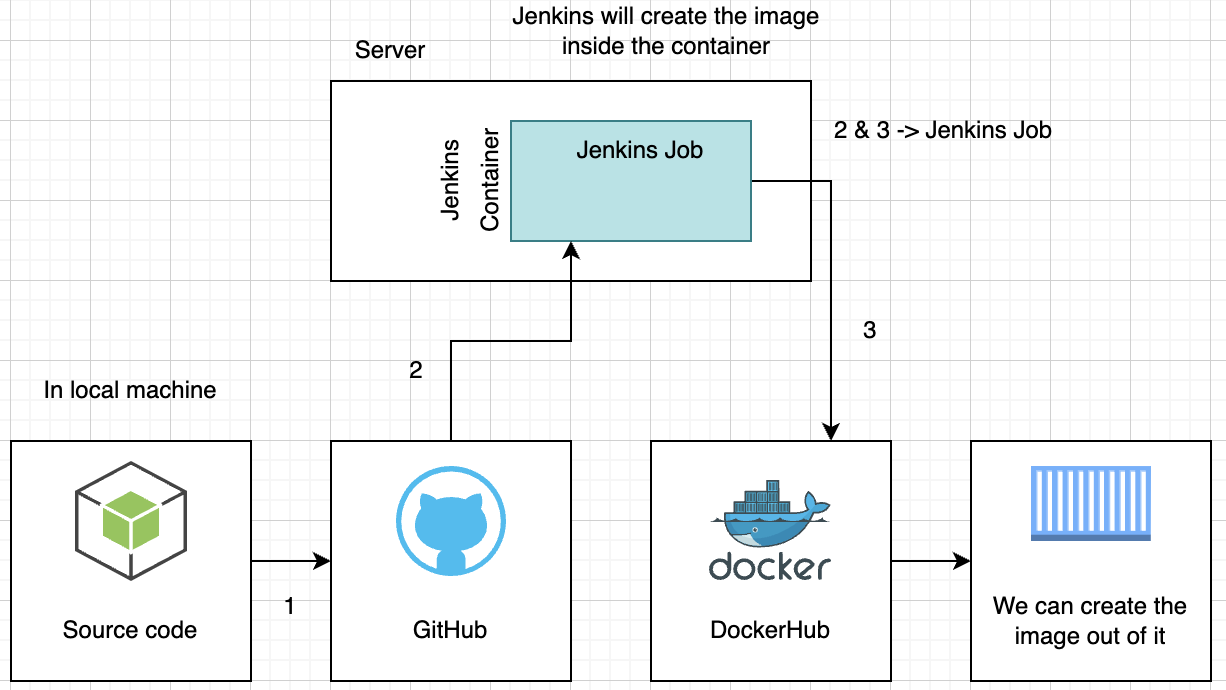 Jenkins will create the image
inside the container
Server
2 & 3 -> Jenkins Job
Jenkins
Container
Jenkins Job
3
2
In local machine
docker
1
We can create the
image out of it
Source code
GitHub
DockerHub